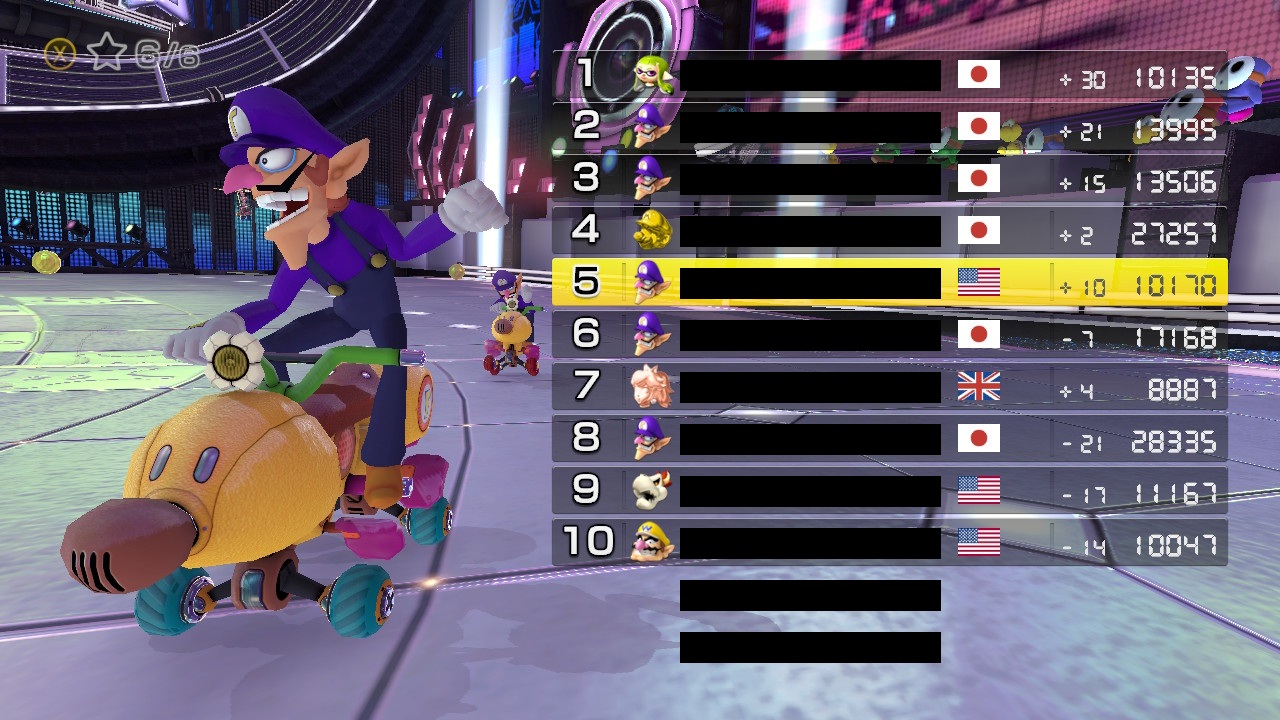 X 6/6
1 + 30 10135
2 + 21 13995
3 + 15 13506
4 + 2 27257
5 + 10 10170
6 - 7 17168
7 + 4 8887
8 - 21 28335
9 - 17 11167
10 - 14 10047